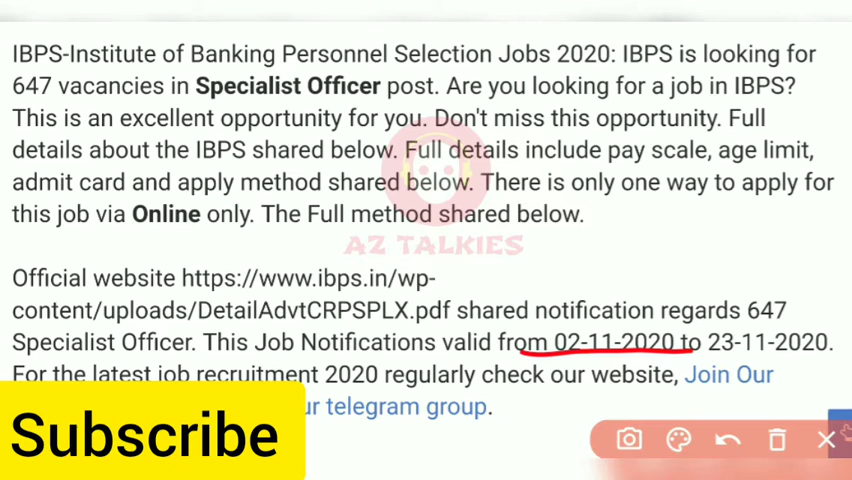 IBPS-Institute of Banking Personnel Selection Jobs 2020: IBPS is looking for
647 vacancies in Specialist Officer post. Are you looking for a job in IBPS?
This is an excellent opportunity for you. Don't miss this opportunity. Full
details about the IBPS shared below. Full details include pay scale, age limit,
admit card and apply method shared below. There is only one way to apply for
this job via Online only. The Full method shared below.
AZ TALKIES
Official website https://www.ibps.in/wp-
content/uploads/DetailAdvtCRPSPLX.pdf shared notification regards 647
Specialist Officer. This Job Notifications valid from 02-11-2020 to 23-11-2020.
For the latest job recruitment 2020 regularly check our website, Join Our
telegram group.
Subscribe